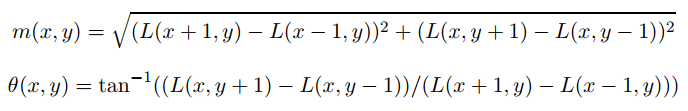 m(x, y) = √(L(x + 1, y) − L(x − 1, y))² + (L(x, y + 1) − L(x, y − 1))²
θ(x, y) = tan⁻¹((L(x, y + 1) − L(x, y − 1))/(L(x + 1, y) − L(x − 1, y)))